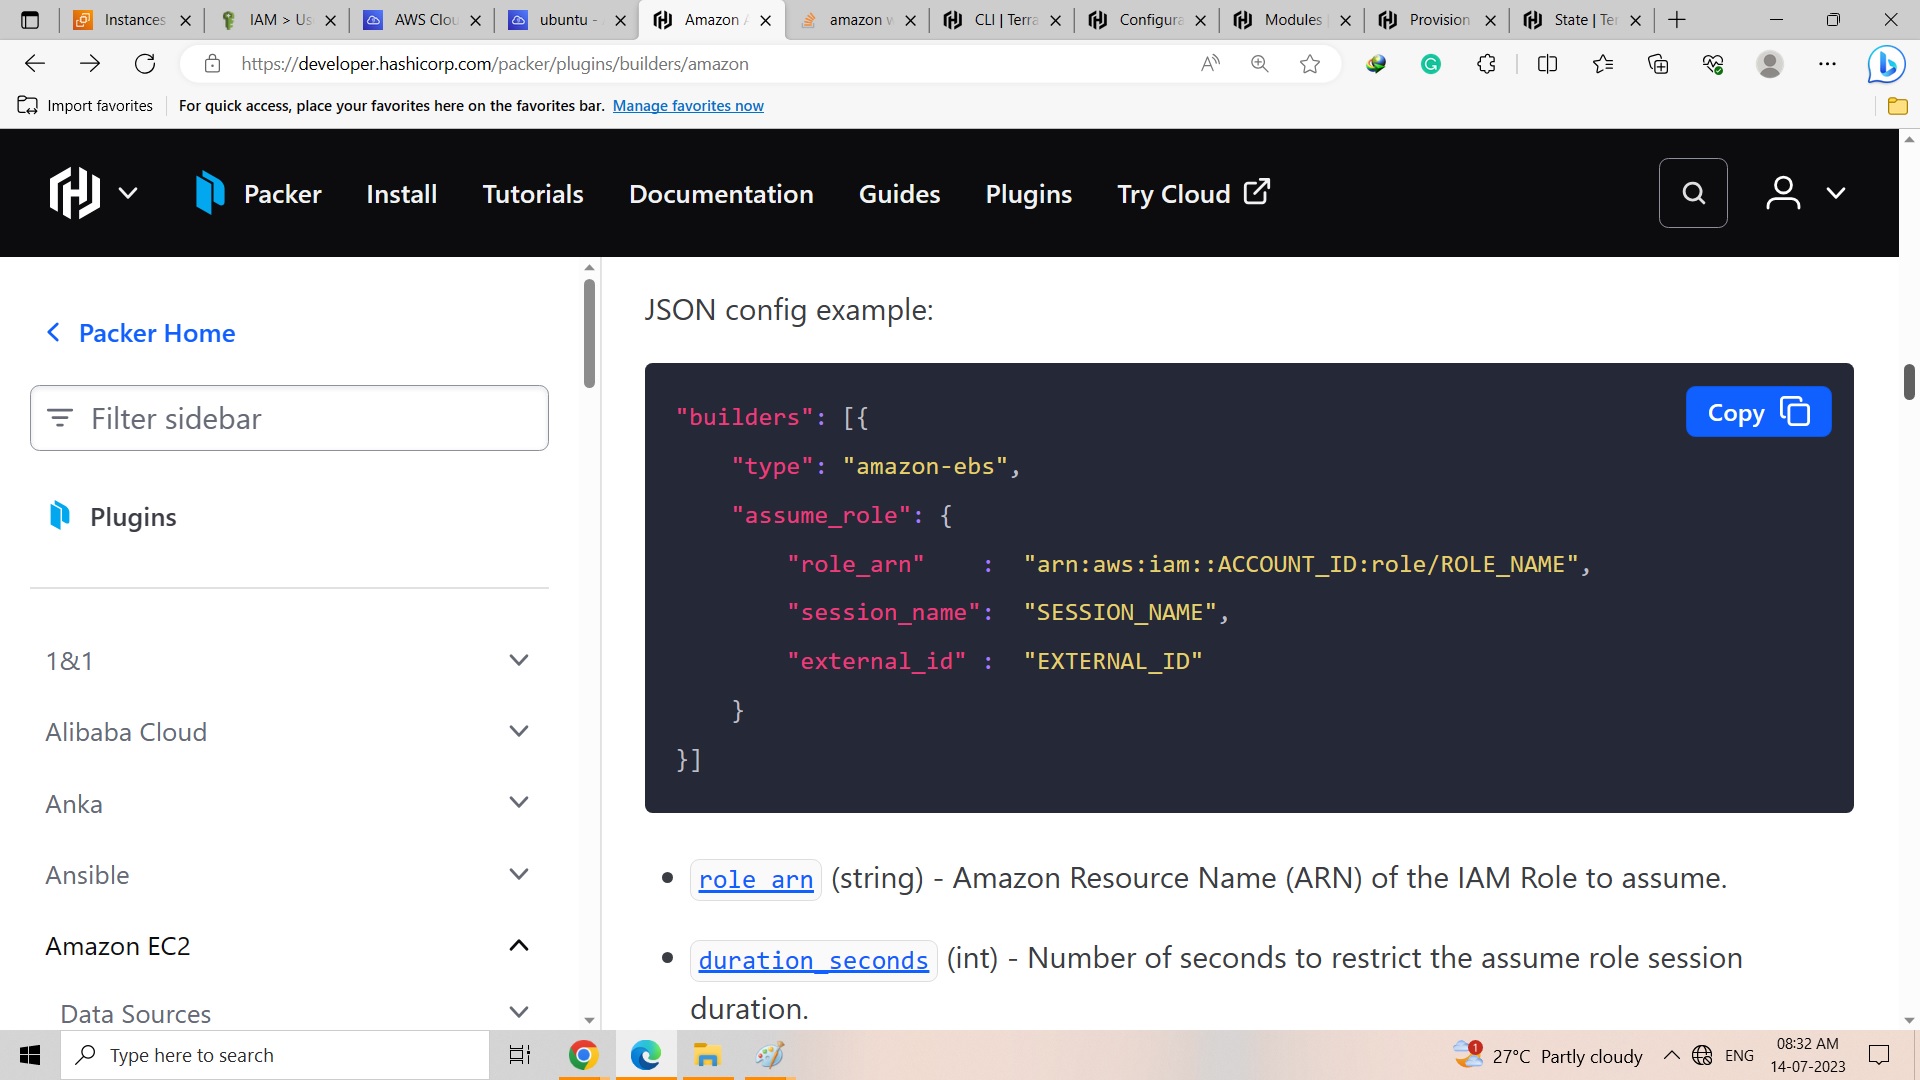 Instances
IAM > Us
AWS Clou
ubuntu -
Amazon A
amazon w
CLI | Terra
Configura
Modules |
Provision
State | Ter
https://developer.hashicorp.com/packer/plugins/builders/amazon
Import favorites
For quick access, place your favorites here on the favorites bar. Manage favorites now
Packer Install Tutorials Documentation Guides Plugins Try Cloud
Packer Home
Filter sidebar
Plugins
1&1
Alibaba Cloud
Anka
Ansible
Amazon EC2
Data Sources
JSON config example:
Copy
"builders": [{
"type": "amazon-ebs",
"assume_role": {
"role_arn"    :  "arn:aws:iam::ACCOUNT_ID:role/ROLE_NAME",
"session_name":  "SESSION_NAME",
"external_id" :  "EXTERNAL_ID"
}
}]
role_arn (string) - Amazon Resource Name (ARN) of the IAM Role to assume.
duration_seconds (int) - Number of seconds to restrict the assume role session
duration.
Type here to search
1
27°C Partly cloudy
ENG
08:32 AM
14-07-2023